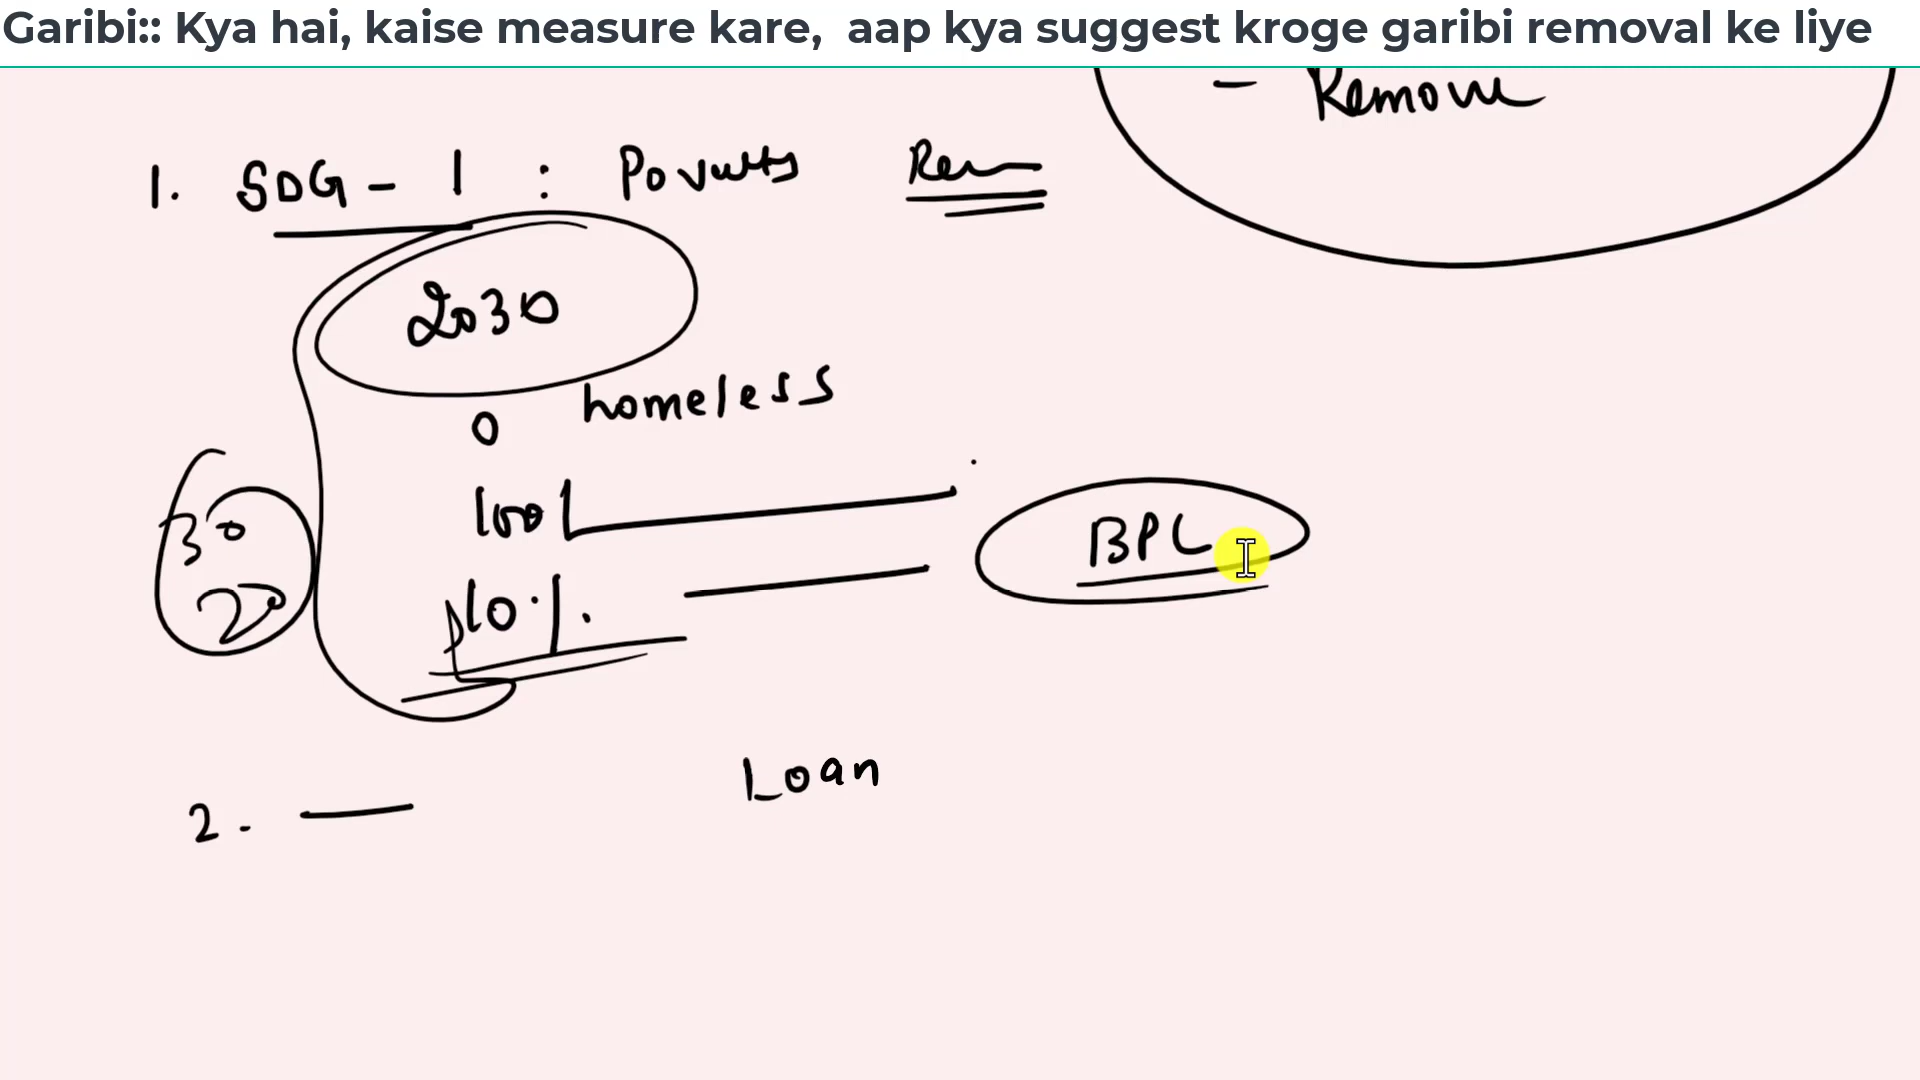 Garibi:: Kya hai, kaise measure kare, aap kya suggest kroge garibi removal ke liye
- Remove
1. SDG - 1 : Poverty
2030
0 homeless
BPL
30
20
10%
Loan
2.